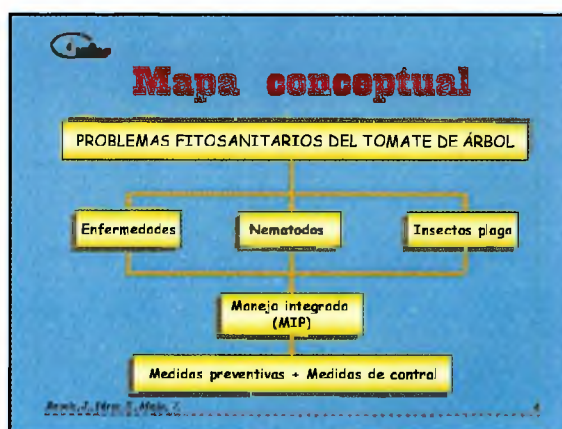 Mapa conceptual
PROBLEMAS FITOSANITARIOS DEL TOMATE DE ÁRBOL
Enfermedades
Nematodos
Insectos plaga
Manejo integrado
(MIP)
Medidas preventivas + Medidas de control